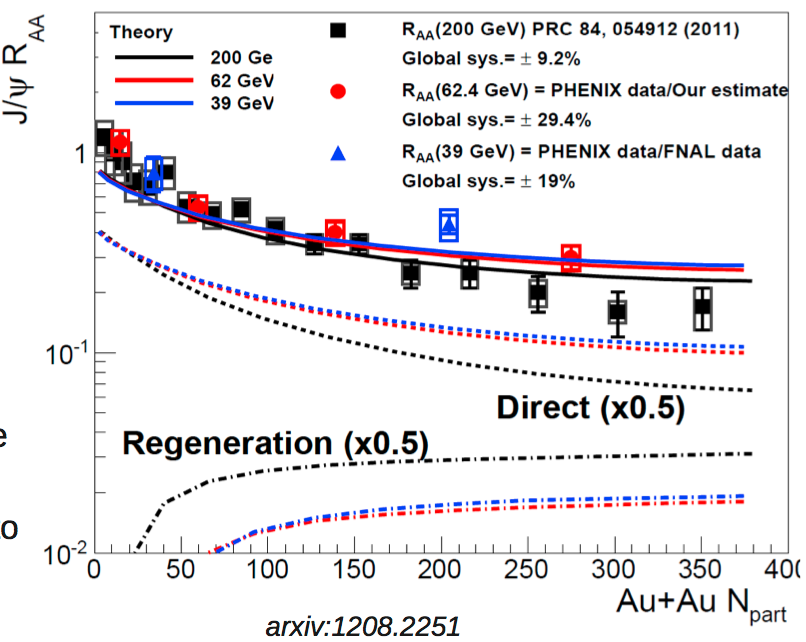 Theory
200 Ge
62 GeV
39 GeV
R_AA(200 GeV) PRC 84, 054912 (2011)
Global sys.= ± 9.2%
R_AA(62.4 GeV) = PHENIX data/Our estimate
Global sys.= ± 29.4%
R_AA(39 GeV) = PHENIX data/FNAL data
Global sys.= ± 19%
J/ψ R_AA
1
10^-1
10^-2
Direct (x0.5)
Regeneration (x0.5)
e
to
0 50 100 150 200 250 300 350 40
Au+Au N_part
arxiv:1208.2251